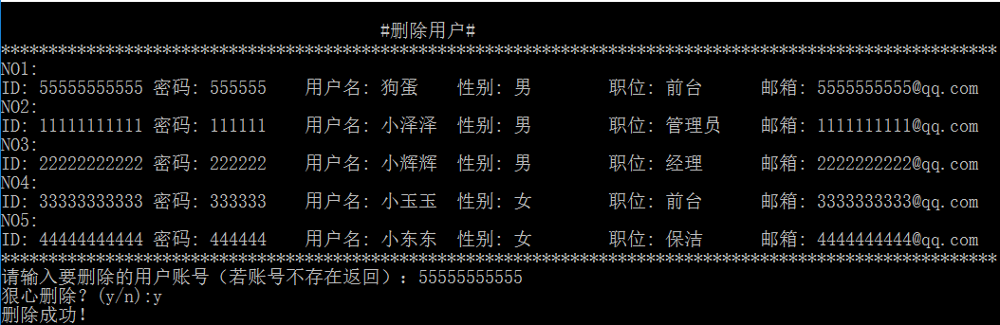 #删除用户#
*********************************************************************************************************
NO1:
ID: 55555555555 密码: 555555 用户名: 狗蛋 性别: 男 职位: 前台 邮箱: 5555555555@qq.com
NO2:
ID: 11111111111 密码: 111111 用户名: 小泽泽 性别: 男 职位: 管理员 邮箱: 1111111111@qq.com
NO3:
ID: 22222222222 密码: 222222 用户名: 小辉辉 性别: 男 职位: 经理 邮箱: 2222222222@qq.com
NO4:
ID: 33333333333 密码: 333333 用户名: 小玉玉 性别: 女 职位: 前台 邮箱: 3333333333@qq.com
NO5:
ID: 44444444444 密码: 444444 用户名: 小东东 性别: 女 职位: 保洁 邮箱: 4444444444@qq.com
*********************************************************************************************************
请输入要删除的用户账号（若账号不存在返回）：55555555555
狠心删除？(y/n):y
删除成功！